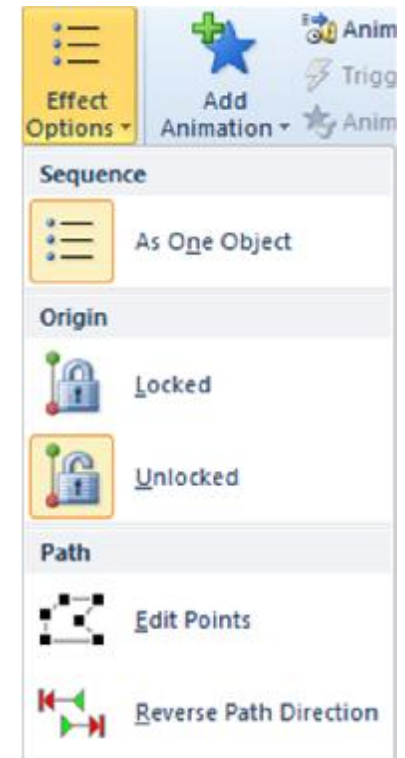 Anim
Trigg
Effect Options
Add Animation
Anim
Sequence
As One Object
Origin
Locked
Unlocked
Path
Edit Points
Reverse Path Direction